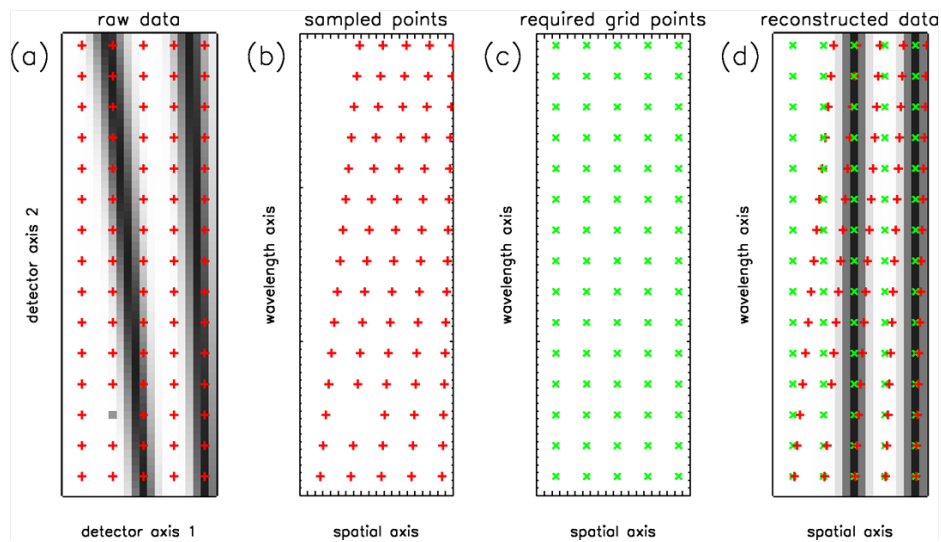 raw data
sampled points
required grid points
reconstructed data
(a)
(b)
(c)
(d)
detector axis 2
wavelength axis
wavelength axis
wavelength axis
detector axis 1
spatial axis
spatial axis
spatial axis